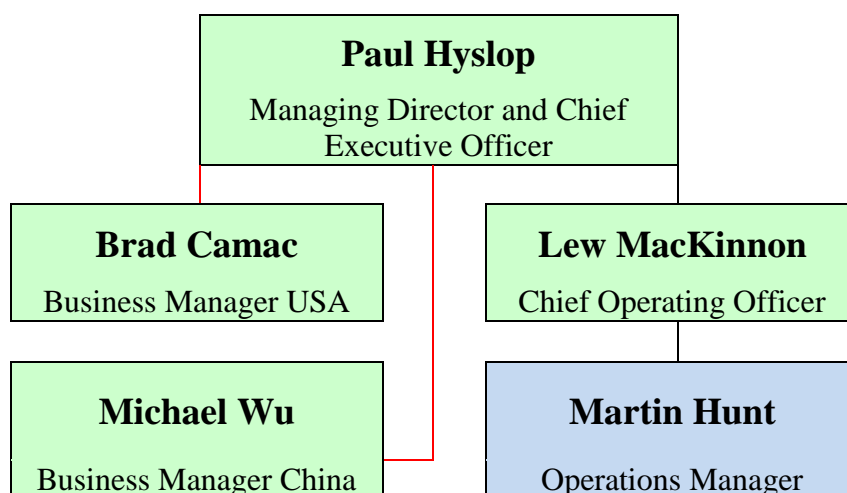 Paul Hyslop
Managing Director and Chief
Executive Officer
Brad Camac
Business Manager USA
Lew MacKinnon
Chief Operating Officer
Michael Wu
Business Manager China
Martin Hunt
Operations Manager